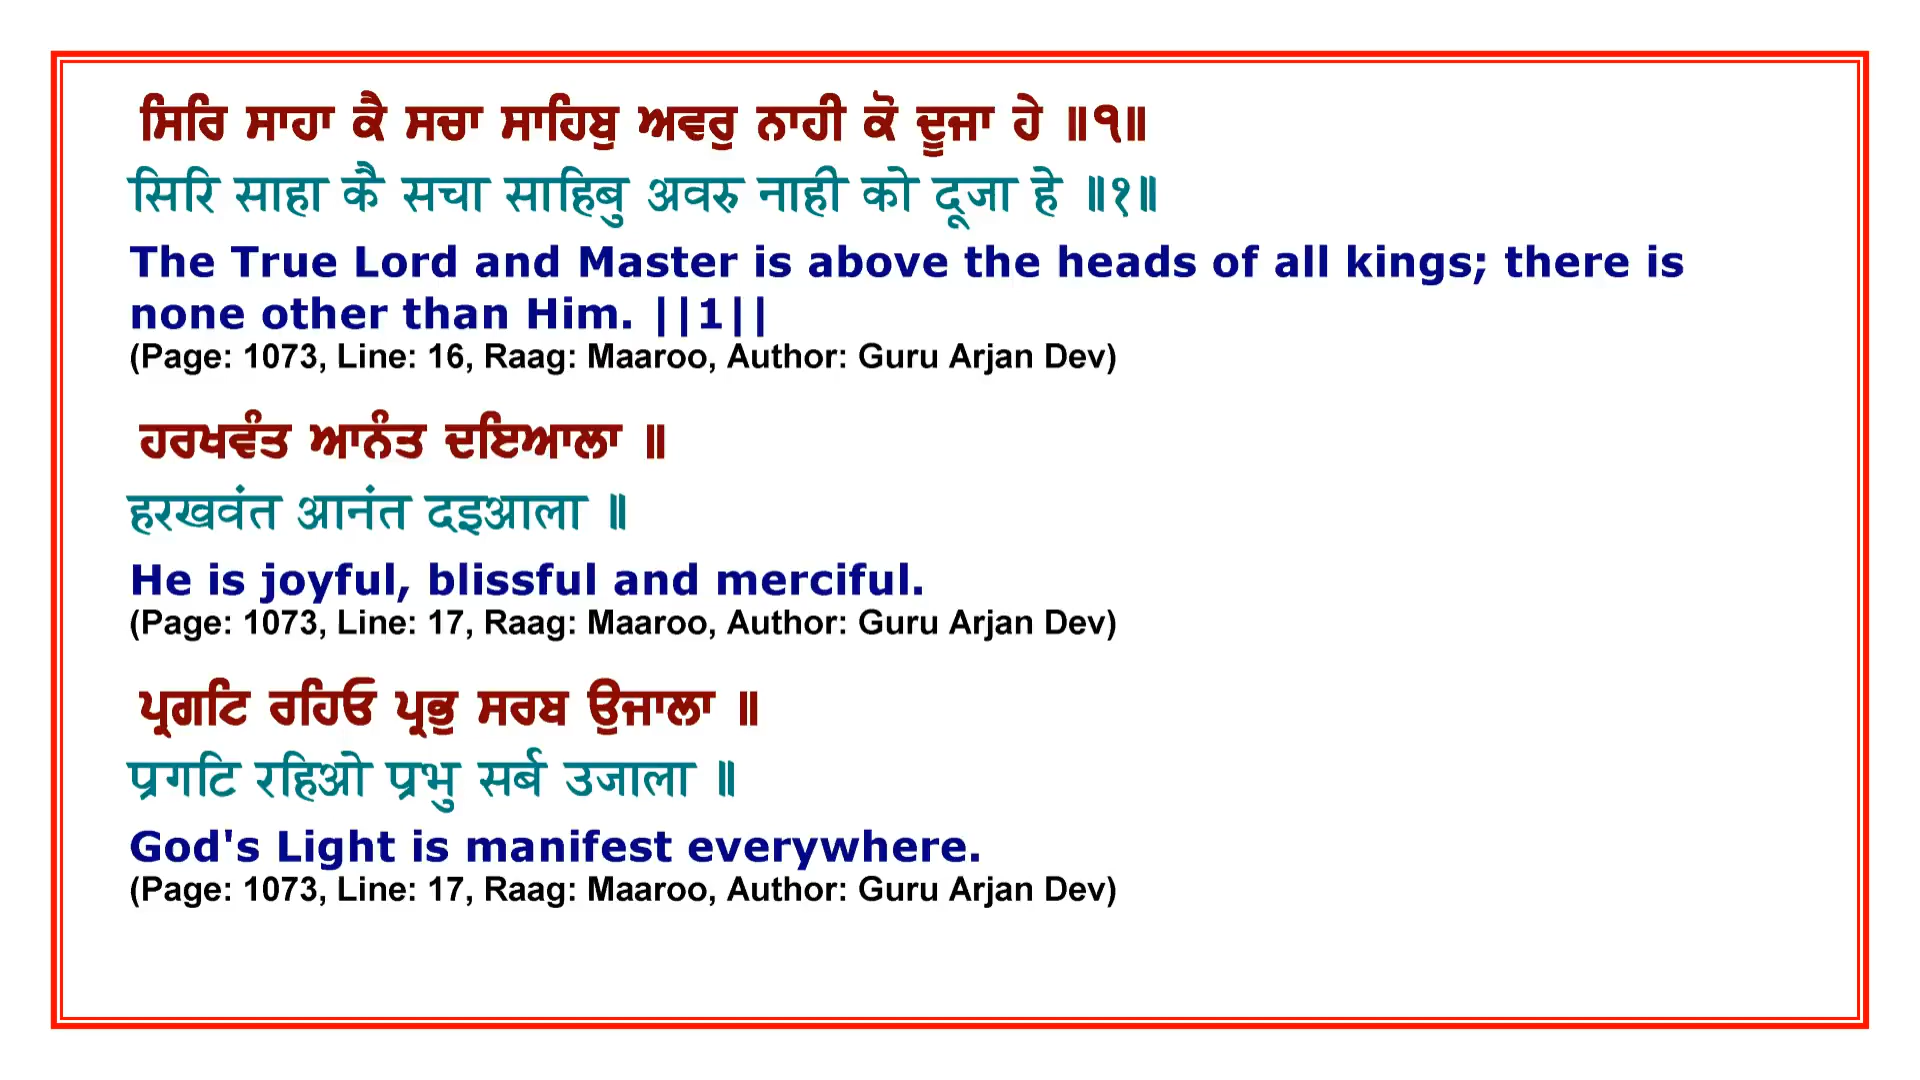 ਸਿਰਿ ਸਾਹਾ ਕੈ ਸਚਾ ਸਾਹਿਬੁ ਅਵਰੁ ਨਾਹੀ ਕੋ ਦੂਜਾ ਹੇ ॥੧॥
सिरि साहा कै सचा साहिबु अवरु नाही को दूजा हे ॥१॥
The True Lord and Master is above the heads of all kings; there is
none other than Him. ||1||
(Page: 1073, Line: 16, Raag: Maaroo, Author: Guru Arjan Dev)
ਹਰਖਵੰਤ ਆਨੰਤ ਦਇਆਲਾ ॥
हरखवंत आनंत दइआला ॥
He is joyful, blissful and merciful.
(Page: 1073, Line: 17, Raag: Maaroo, Author: Guru Arjan Dev)
ਪ੍ਰਗਟਿ ਰਹਿਓ ਪ੍ਰਭੁ ਸਰਬ ਉਜਾਲਾ ॥
प्रगटि रहिओ प्रभु सर्ब उजाला ॥
God's Light is manifest everywhere.
(Page: 1073, Line: 17, Raag: Maaroo, Author: Guru Arjan Dev)